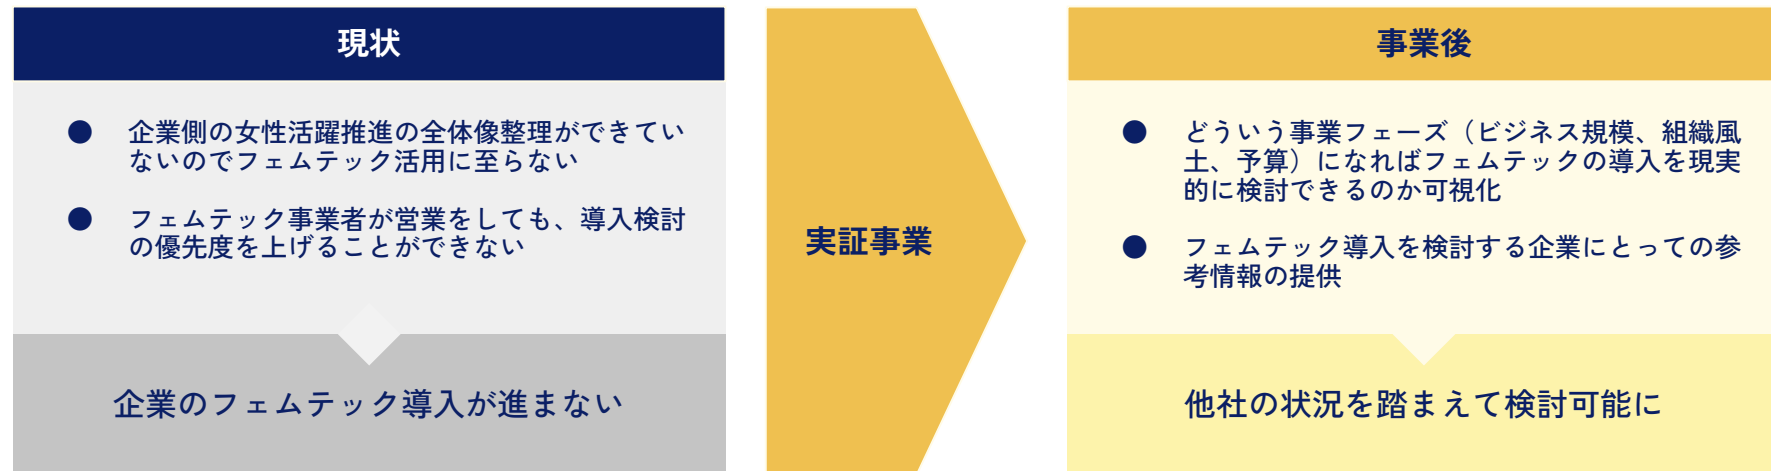 現状
● 企業側の女性活躍推進の全体像整理ができてい
ないのでフェムテック活用に至らない
● フェムテック事業者が営業をしても、導入検討
の優先度を上げることができない
企業のフェムテック導入が進まない
実証事業
事業後
● どういう事業フェーズ（ビジネス規模、組織風
土、予算）になればフェムテックの導入を現実
的に検討できるのか可視化
● フェムテック導入を検討する企業にとっての参
考情報の提供
他社の状況を踏まえて検討可能に